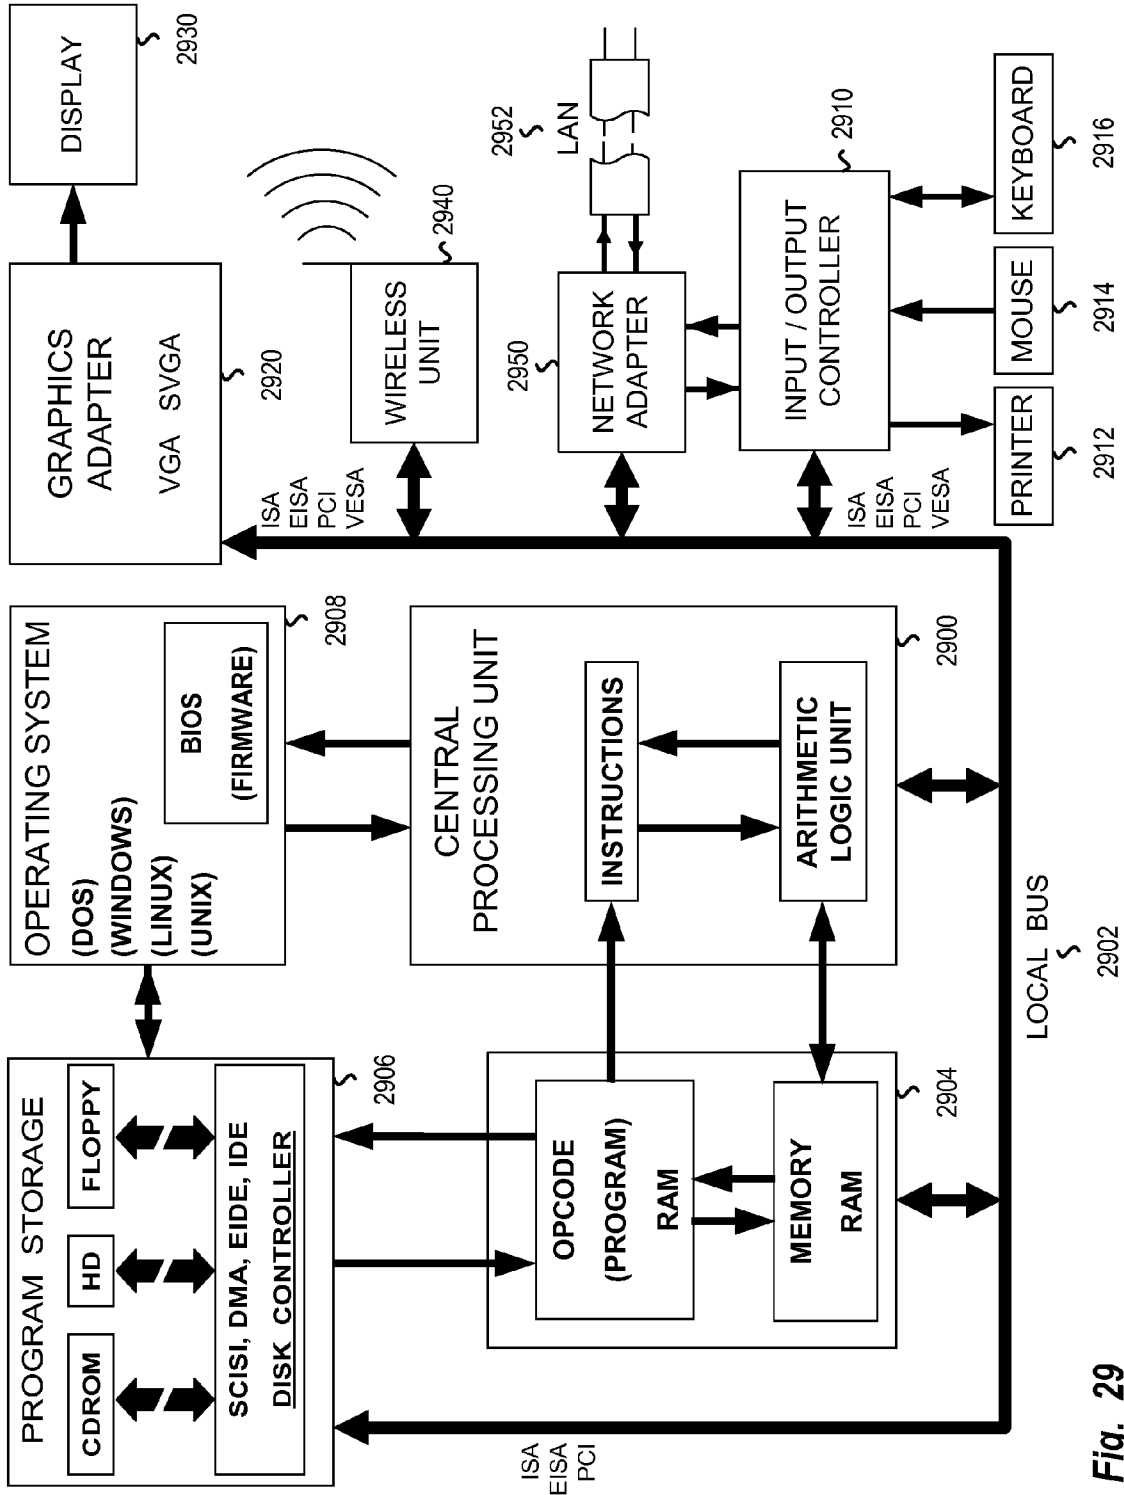 PROGRAM STORAGE
CDROM
HD
FLOPPY
SCISI, DMA, EIDE, IDE
DISK CONTROLLER
2906
OPERATING SYSTEM
(DOS)
(WINDOWS)
(LINUX)
(UNIX)
BIOS
(FIRMWARE)
2908
GRAPHICS
ADAPTER
VGA SVGA
2920
DISPLAY
2930
ISA
EISA
PCI
VESA
WIRELESS
UNIT
2940
CENTRAL
PROCESSING UNIT
INSTRUCTIONS
ARITHMETIC
LOGIC UNIT
2900
OPCODE
(PROGRAM)
RAM
MEMORY
RAM
2904
ISA
EISA
PCI
2950
NETWORK
ADAPTER
2952
LAN
INPUT / OUTPUT
CONTROLLER
2910
ISA
EISA
PCI
VESA
PRINTER
2912
MOUSE
2914
KEYBOARD
2916
LOCAL BUS
2902
Fig. 29